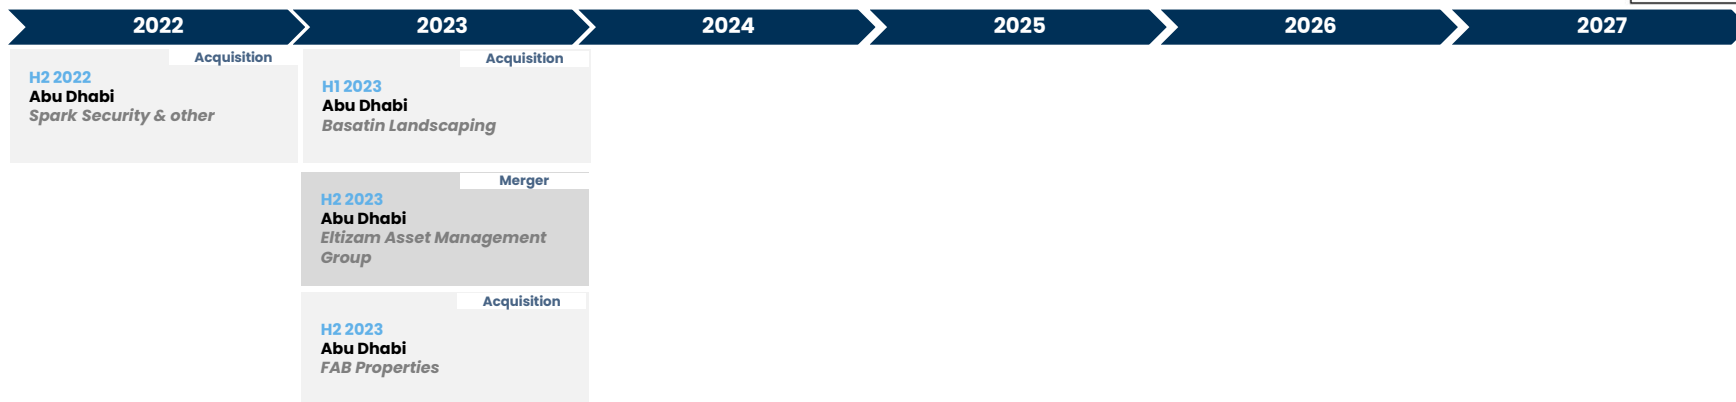 2022
2023
2024
2025
2026
2027
Acquisition
H2 2022
Abu Dhabi
Spark Security & other
Acquisition
H1 2023
Abu Dhabi
Basatin Landscaping
Merger
H2 2023
Abu Dhabi
Eltizam Asset Management
Group
Acquisition
H2 2023
Abu Dhabi
FAB Properties